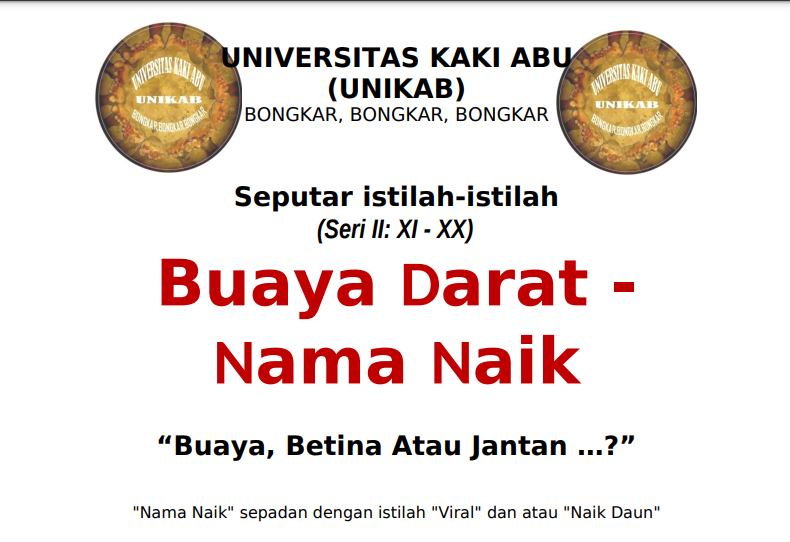 UNIVERSITAS KAKI ABU
(UNIKAB)
BONGKAR, BONGKAR, BONGKAR
UNIVERSITAS KAKI ABU
UNIKAB
BONGKAR,BONGKAR,BONGKAR
UNIVERSITAS KAKI ABU
UNIKAB
BONGKAR,BONGKAR,BONGKAR
Seputar istilah-istilah
(Seri II: XI - XX)
Buaya Darat -
Nama Naik
“Buaya, Betina Atau Jantan ...?”
"Nama Naik" sepadan dengan istilah "Viral" dan atau "Naik Daun"